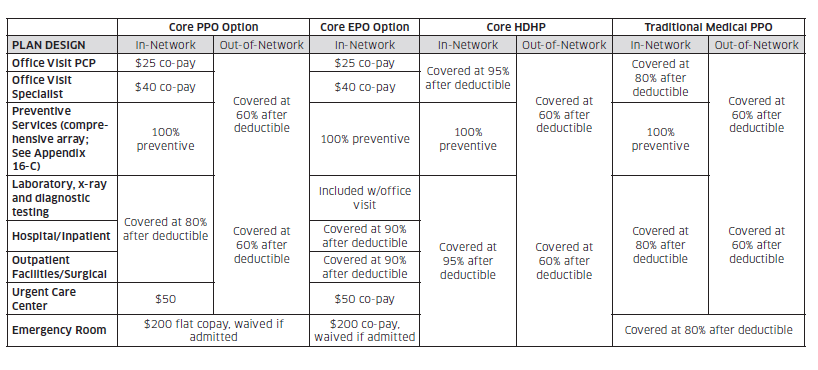 Core PPO Option Core EPO Option Core HDHP Traditional Medical PPO
PLAN DESIGN In-Network Out-of-Network In-Network In-Network Out-of-Network In-Network Out-of-Network
Office Visit PCP
$25 co-pay
Office Visit
Specialist
$40 co-pay
Preventive
Services (compre-
hensive array;
See Appendix
16-C)
100%
preventive
Laboratory, x-ray
and diagnostic
testing
Hospital/Inpatient
Outpatient
Facilities/Surgical
Covered at 80%
after deductible
Urgent Care
Center
$50
Emergency Room
Covered at
60% after
deductible
Covered at
60% after
deductible
$200 flat copay, waived if
admitted
$25 co-pay
$40 co-pay
100% preventive
Included w/office
visit
Covered at 90%
after deductible
Covered at 90%
after deductible
$50 co-pay
$200 co-pay,
waived if admitted
Covered at 95%
after deductible
100%
preventive
Covered at
95% after
deductible
Covered at
60% after
deductible
Covered at
60% after
deductible
Covered at
80% after
deductible
100%
preventive
Covered at
80% after
deductible
Covered at
60% after
deductible
Covered at
60% after
deductible
Covered at 80% after deductible